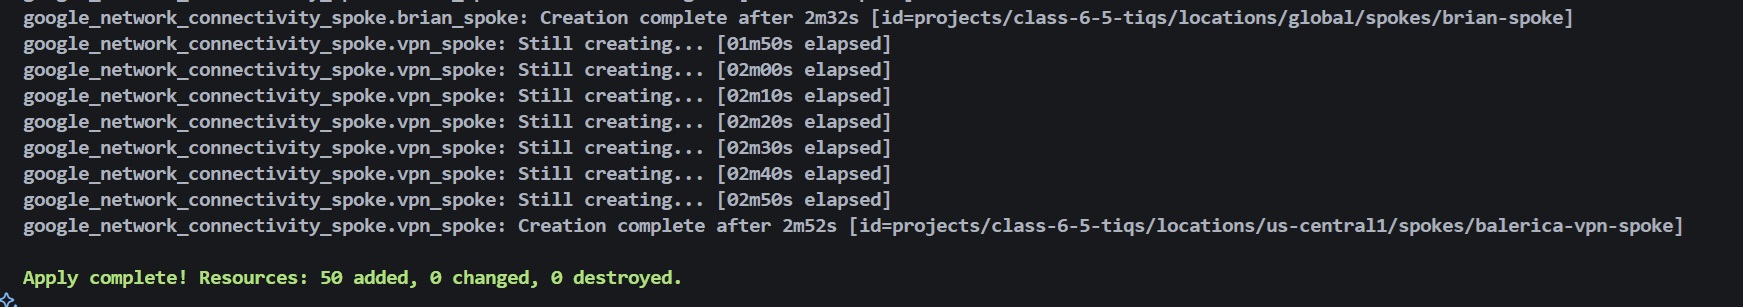 google_network_connectivity_spoke.brian_spoke: Creation complete after 2m32s [id=projects/class-6-5-tiqs/locations/global/spokes/brian-spoke]
google_network_connectivity_spoke.vpn_spoke: Still creating... [01m50s elapsed]
google_network_connectivity_spoke.vpn_spoke: Still creating... [02m00s elapsed]
google_network_connectivity_spoke.vpn_spoke: Still creating... [02m10s elapsed]
google_network_connectivity_spoke.vpn_spoke: Still creating... [02m20s elapsed]
google_network_connectivity_spoke.vpn_spoke: Still creating... [02m30s elapsed]
google_network_connectivity_spoke.vpn_spoke: Still creating... [02m40s elapsed]
google_network_connectivity_spoke.vpn_spoke: Still creating... [02m50s elapsed]
google_network_connectivity_spoke.vpn_spoke: Creation complete after 2m52s [id=projects/class-6-5-tiqs/locations/us-central1/spokes/balerica-vpn-spoke]
Apply complete! Resources: 50 added, 0 changed, 0 destroyed.